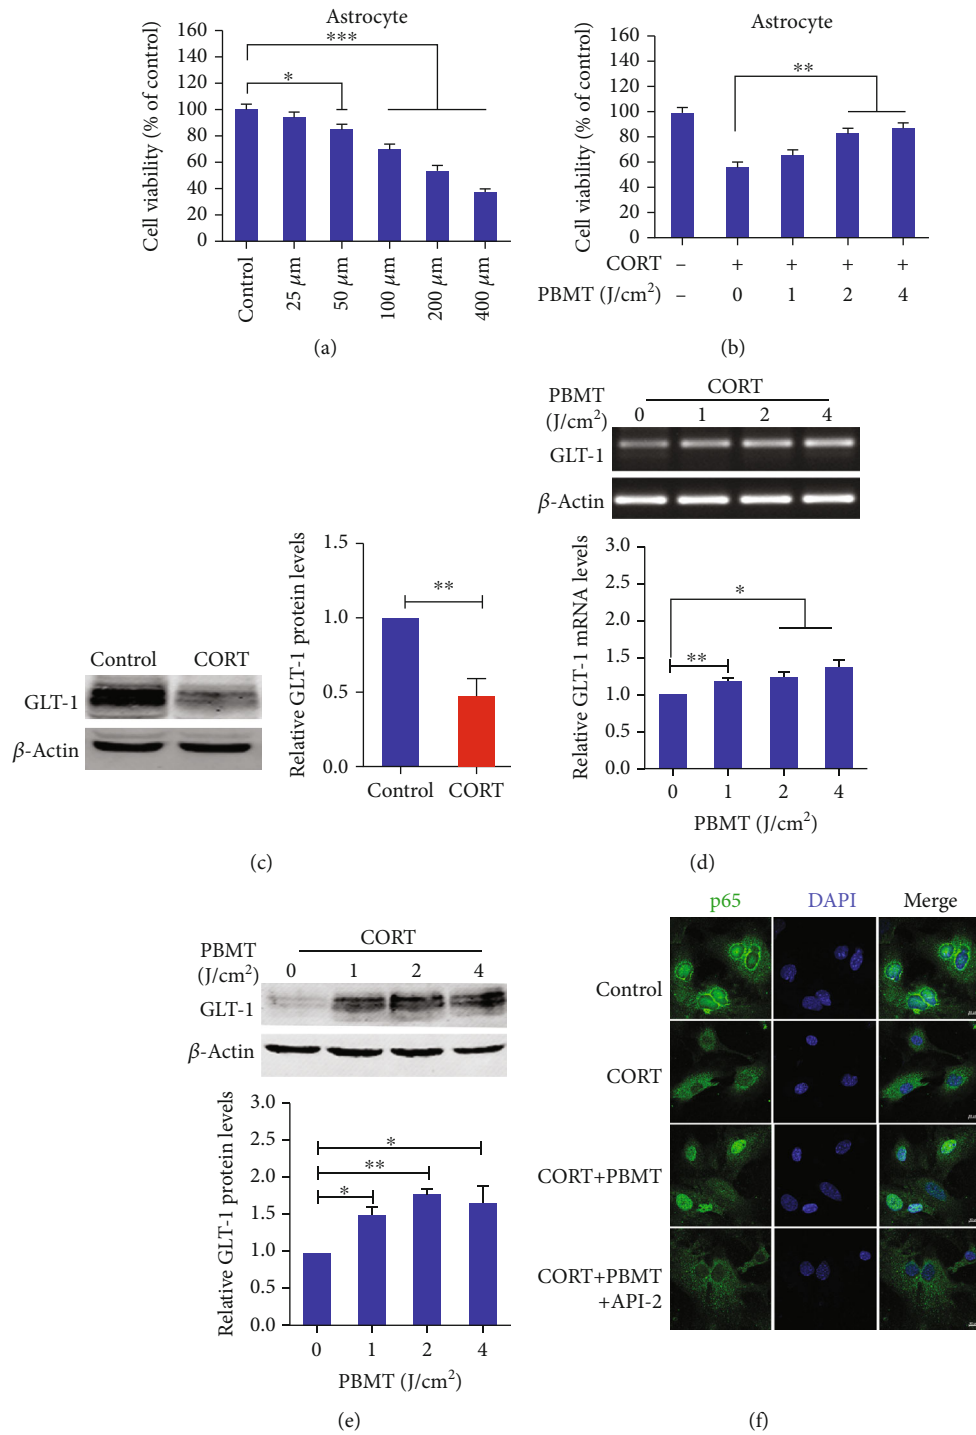 Astrocyte
Cell viability (% of control)
160
140
120
100
80
60
40
20
0
***
*
Control
25 µm
50 µm
100 µm
200 µm
400 µm
(a)
Astrocyte
Cell viability (% of control)
160
140
120
100
80
60
40
20
0
**
CORT – + + + +
PBMT (J/cm²) – 0 1 2 4
(b)
Control CORT
GLT-1
β-Actin
Relative GLT-1 protein levels
1.5
1.0
0.5
0.0
**
Control CORT
(c)
CORT
PBMT
(J/cm²) 0 1 2 4
GLT-1
β-Actin
Relative GLT-1 mRNA levels
3.0
2.5
2.0
1.5
1.0
0.5
0.0
*
**
0 1 2 4
PBMT (J/cm²)
(d)
CORT
PBMT
(J/cm²) 0 1 2 4
GLT-1
β-Actin
Relative GLT-1 protein levels
3.0
2.5
2.0
1.5
1.0
0.5
0.0
*
**
*
0 1 2 4
PBMT (J/cm²)
(e)
p65 DAPI Merge
Control
CORT
CORT+PBMT
CORT+PBMT
+API-2
(f)